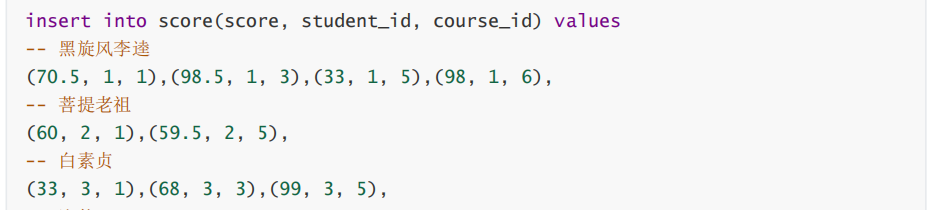 insert into score(score, student_id, course_id) values
-- 黑旋风李逵
(70.5, 1, 1),(98.5, 1, 3),(33, 1, 5),(98, 1, 6),
-- 菩提老祖
(60, 2, 1),(59.5, 2, 5),
-- 白素贞
(33, 3, 1),(68, 3, 3),(99, 3, 5),